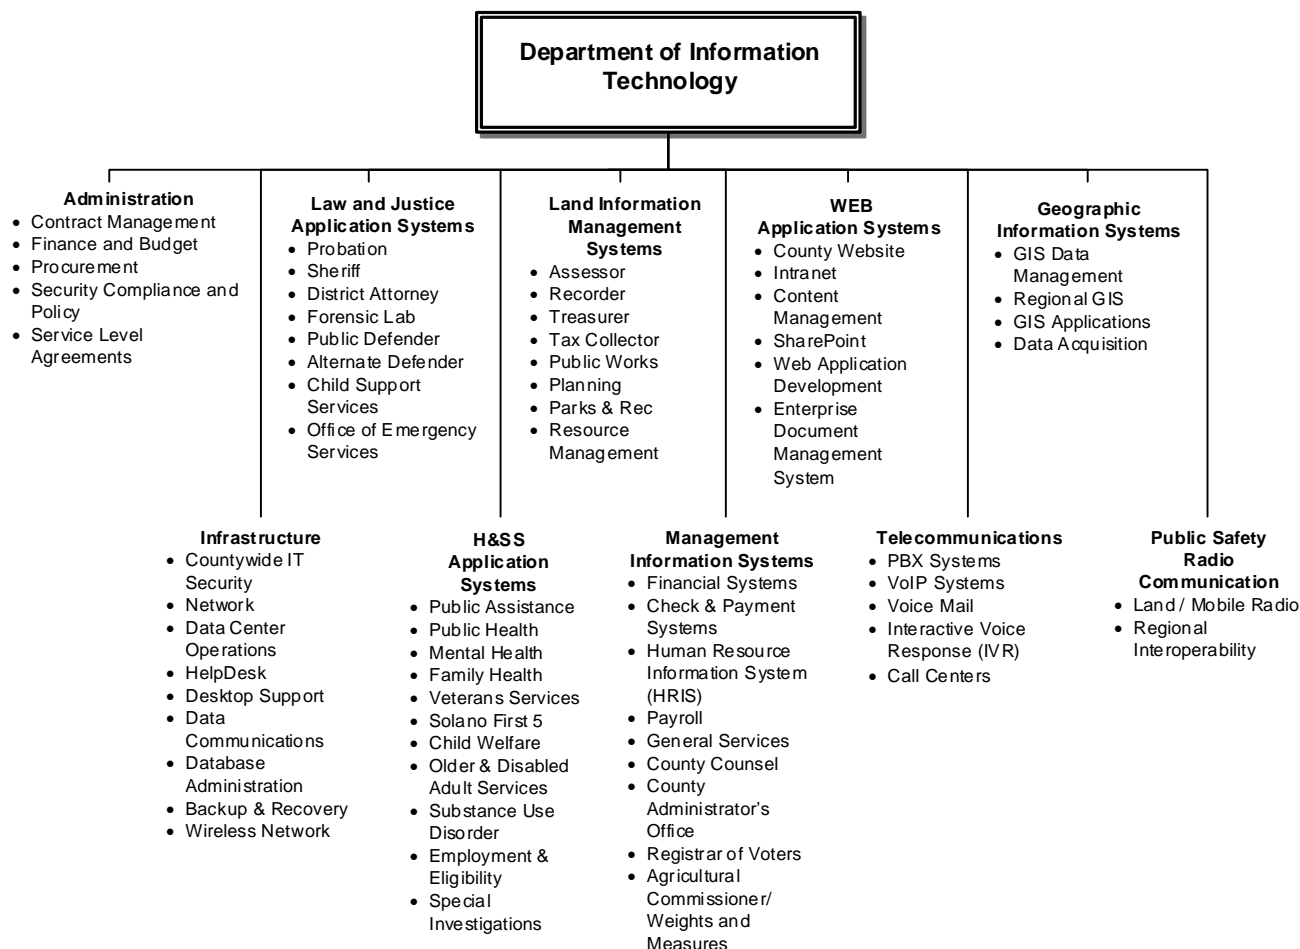 Department of Information
Technology
Administration
• Contract Management
• Finance and Budget
• Procurement
• Security Compliance and
Policy
• Service Level
Agreements
Law and Justice
Application Systems
• Probation
• Sheriff
• District Attorney
• Forensic Lab
• Public Defender
• Alternate Defender
• Child Support
Services
• Office of Emergency
Services
Land Information
Management
Systems
• Assessor
• Recorder
• Treasurer
• Tax Collector
• Public Works
• Planning
• Parks & Rec
• Resource
Management
WEB
Application Systems
• County Website
• Intranet
• Content
Management
• SharePoint
• Web Application
Development
• Enterprise
Document
Management
System
Geographic
Information Systems
• GIS Data
Management
• Regional GIS
• GIS Applications
• Data Acquisition
Infrastructure
• Countywide IT
Security
• Network
• Data Center
Operations
• HelpDesk
• Desktop Support
• Data
Communications
• Database
Administration
• Backup & Recovery
• Wireless Network
H&SS
Application
Systems
• Public Assistance
• Public Health
• Mental Health
• Family Health
• Veterans Services
• Solano First 5
• Child Welfare
• Older & Disabled
Adult Services
• Substance Use
Disorder
• Employment &
Eligibility
• Special
Investigations
Management
Information Systems
• Financial Systems
• Check & Payment
Systems
• Human Resource
Information System
(HRIS)
• Payroll
• General Services
• County Counsel
• County
Administrator's
Office
• Registrar of Voters
• Agricultural
Commissioner/
Weights and
Measures
Telecommunications
• PBX Systems
• VoIP Systems
• Voice Mail
• Interactive Voice
Response (IVR)
• Call Centers
Public Safety
Radio
Communication
• Land / Mobile Radio
• Regional
Interoperability